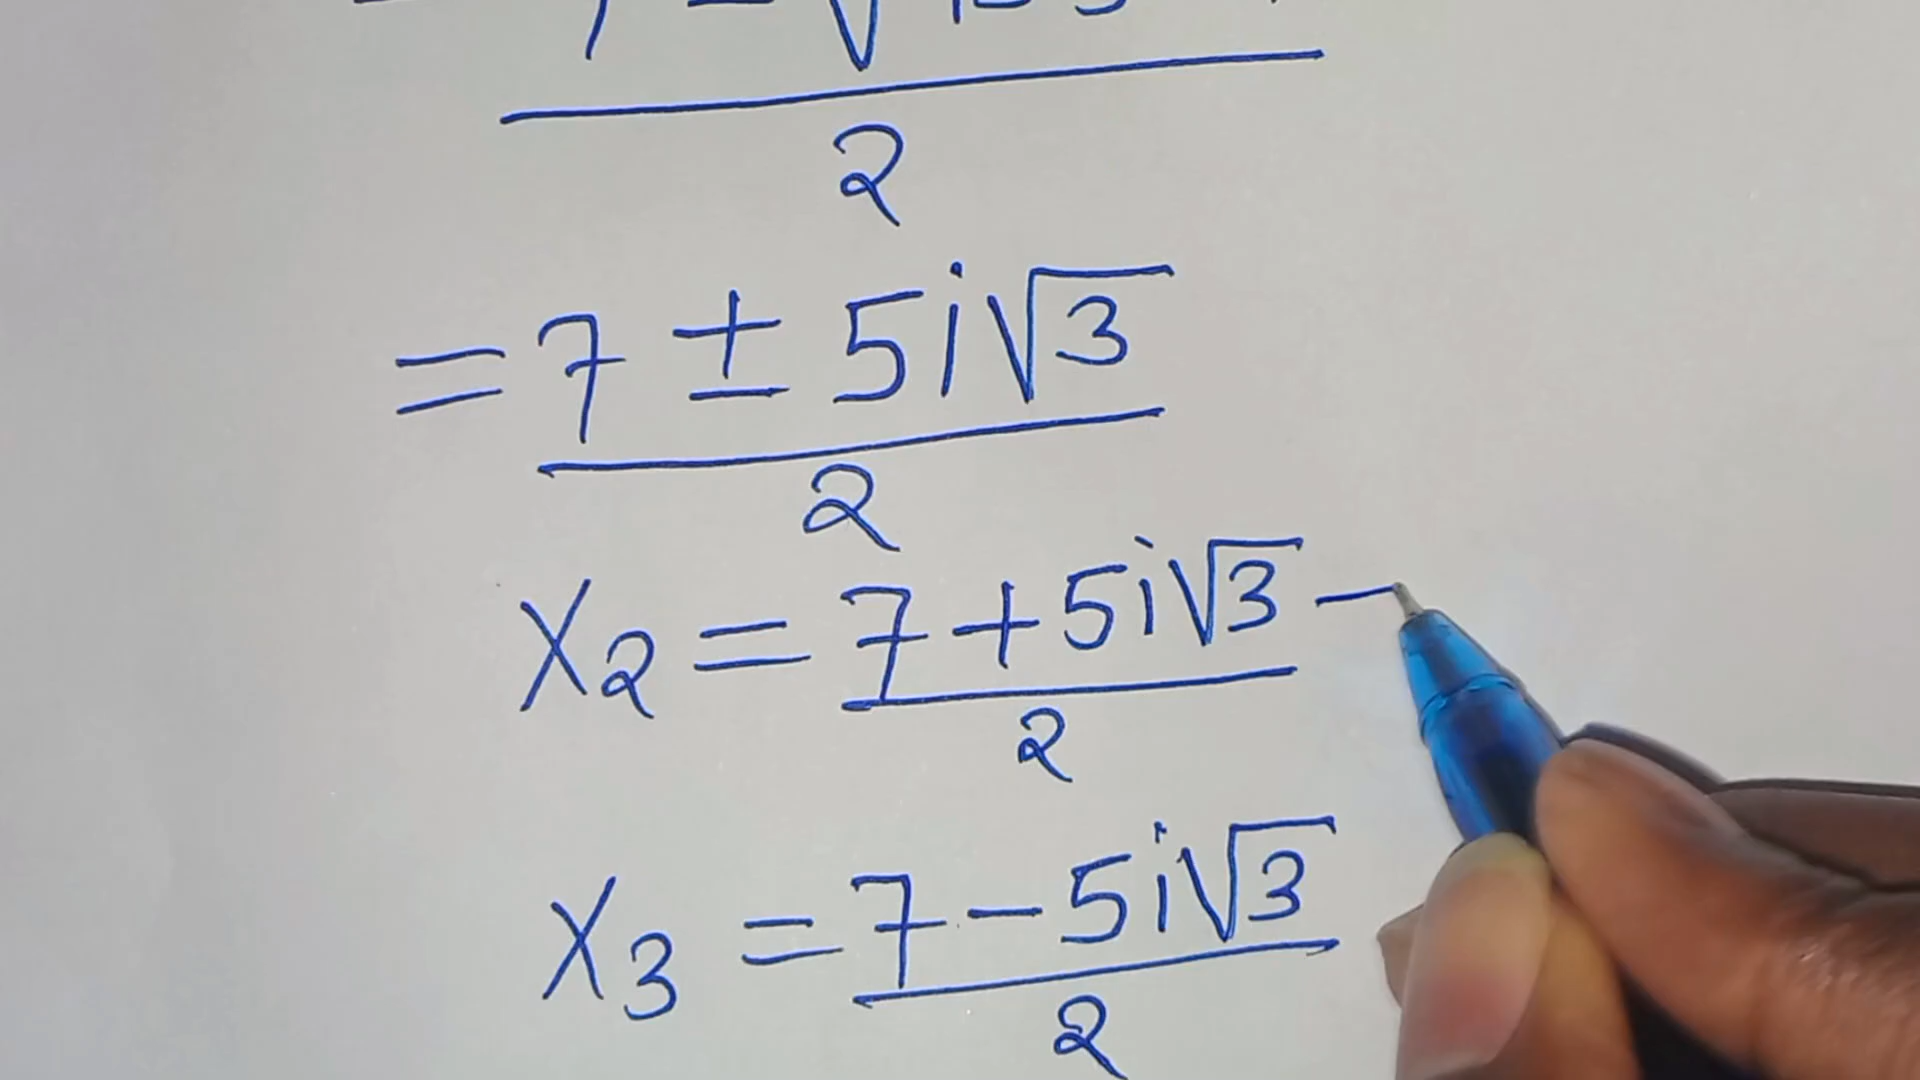 2
= 7 ± 5i√3
2
X2 = 7 + 5i√3 —
2
X3 = 7 - 5i√3
2